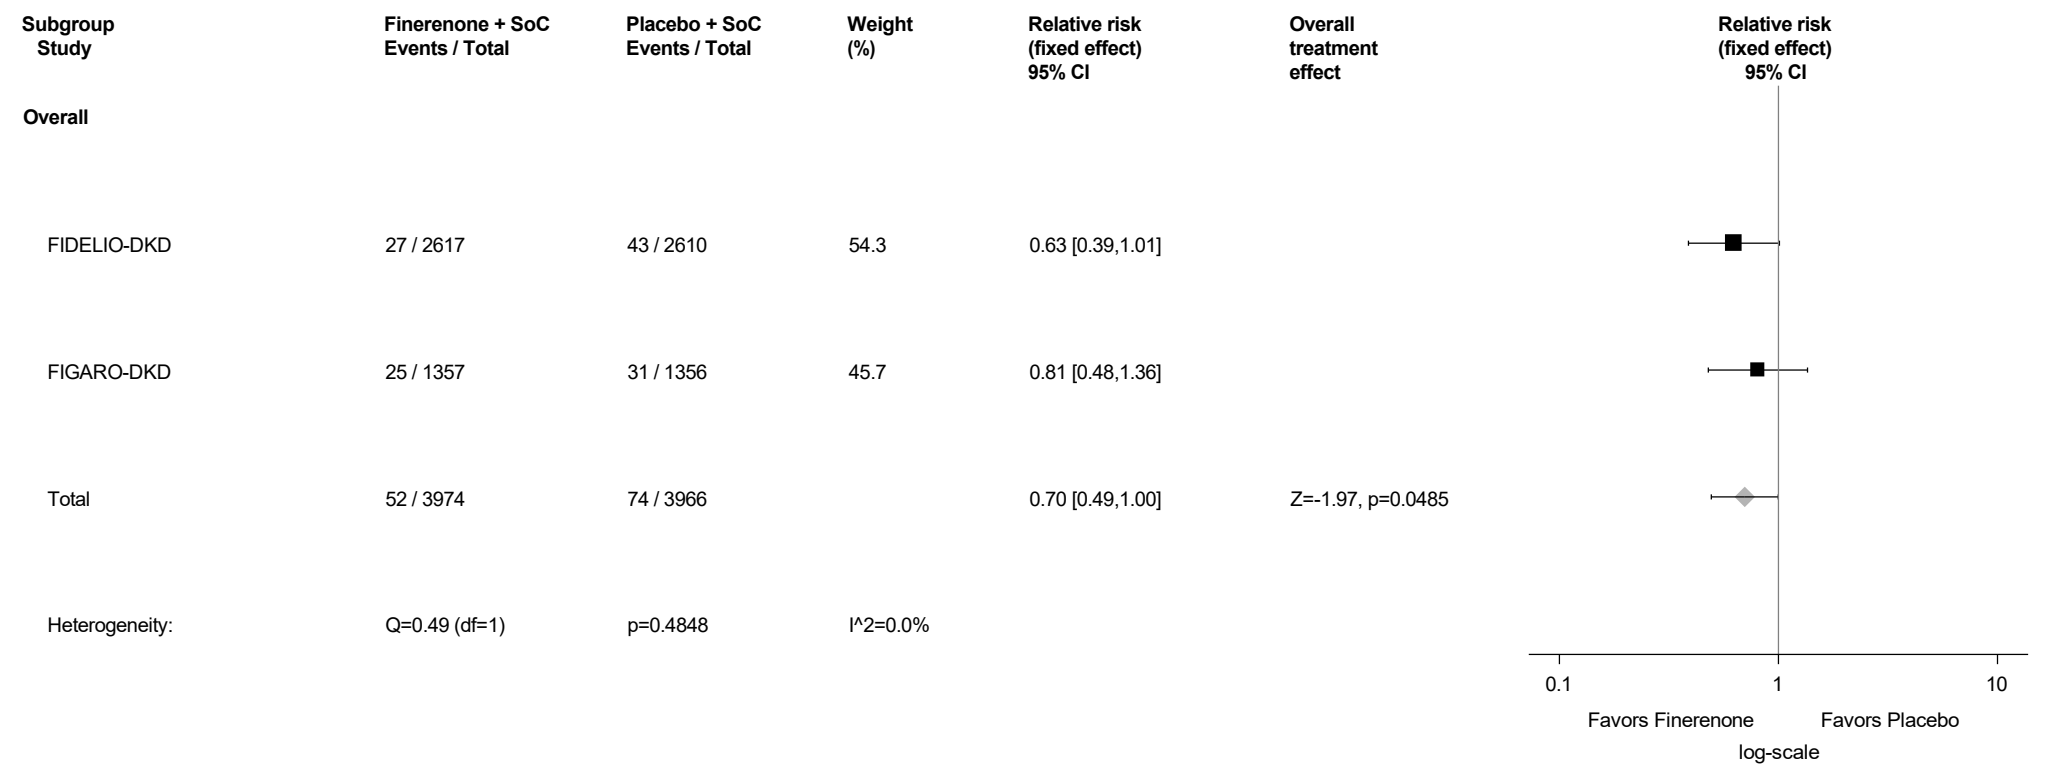 Subgroup Finerenone + SoC Placebo + SoC Weight Relative risk Overall Relative risk
Study Events / Total Events / Total (%) (fixed effect) treatment (fixed effect)
95% CI effect 95% CI
Overall
FIDELIO-DKD 27 / 2617 43 / 2610 54.3 0.63 [0.39,1.01]
FIGARO-DKD 25 / 1357 31 / 1356 45.7 0.81 [0.48,1.36]
Total 52 / 3974 74 / 3966 0.70 [0.49,1.00] Z=-1.97, p=0.0485
Heterogeneity: Q=0.49 (df=1) p=0.4848 I^2=0.0%
0.1 1 10
Favors Finerenone Favors Placebo
log-scale